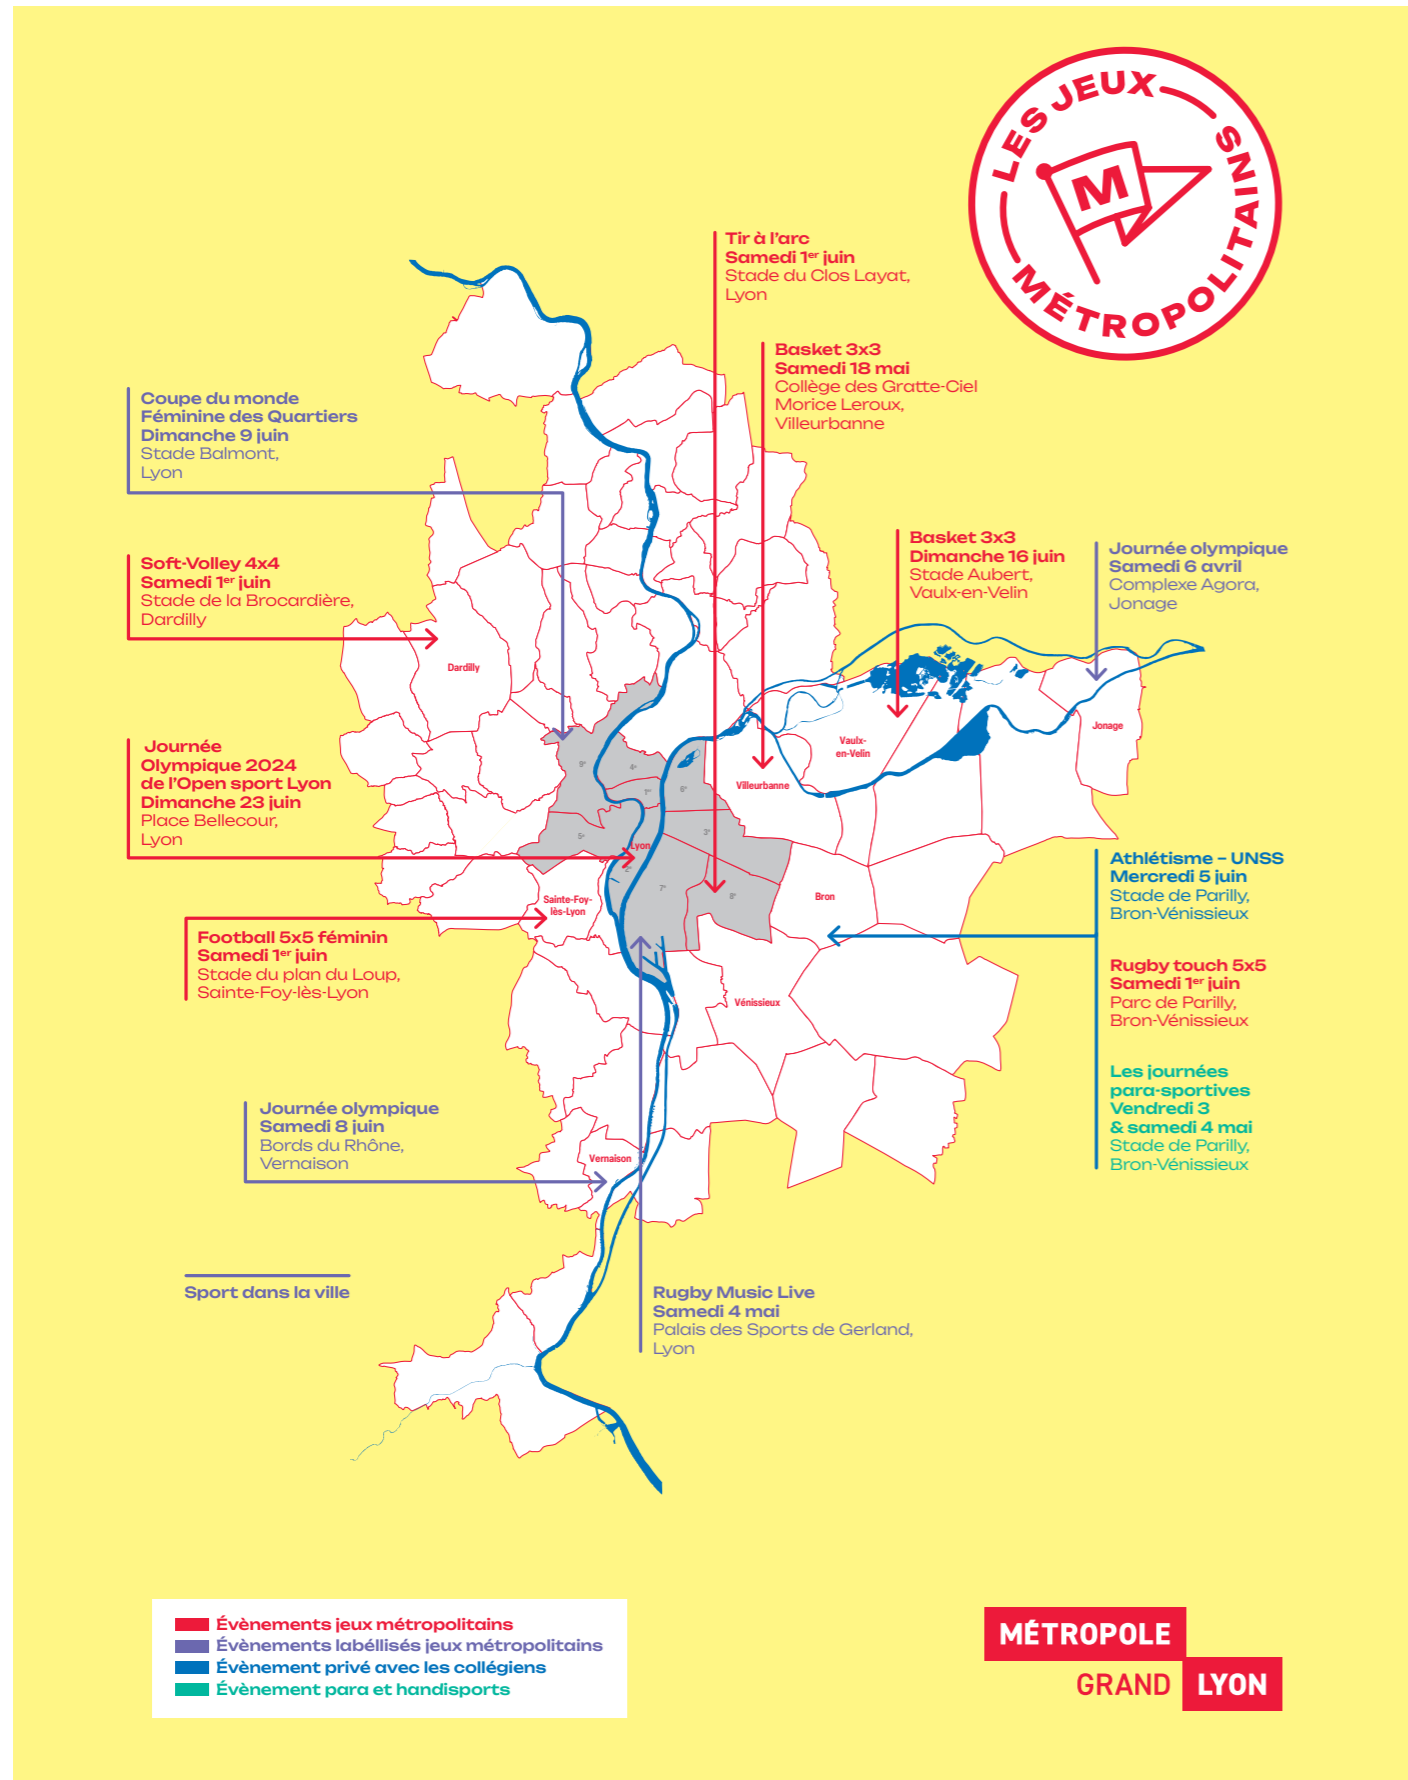 LES JEUX
MÉTROPOLITAINS
M
Tir à l'arc
Samedi 1er juin
Stade du Clos Layat,
Lyon
Basket 3x3
Samedi 18 mai
Collège des Gratte-Ciel
Morice Leroux,
Villeurbanne
Coupe du monde
Féminine des Quartiers
Dimanche 9 juin
Stade Balmont,
Lyon
Basket 3x3
Dimanche 16 juin
Stade Aubert,
Vaulx-en-Velin
Journée olympique
Samedi 6 avril
Complexe Agora,
Jonage
Soft-Volley 4x4
Samedi 1er juin
Stade de la Brocardière,
Dardilly
Dardilly
Jonage
Vaulx-
en-Velin
Villeurbanne
Journée
Olympique 2024
de l'Open sport Lyon
Dimanche 23 juin
Place Bellecour,
Lyon
9e
4e
1er
6e
5e
3e
Lyon
2e
7e
8e
Bron
Sainte-Foy-
lès-Lyon
Vénissieux
Vernaison
Athlétisme – UNSS
Mercredi 5 juin
Stade de Parilly,
Bron-Vénissieux
Football 5x5 féminin
Samedi 1er juin
Stade du plan du Loup,
Sainte-Foy-lès-Lyon
Rugby touch 5x5
Samedi 1er juin
Parc de Parilly,
Bron-Vénissieux
Les journées
para-sportives
Vendredi 3
& samedi 4 mai
Stade de Parilly,
Bron-Vénissieux
Journée olympique
Samedi 8 juin
Bords du Rhône,
Vernaison
Sport dans la ville
Rugby Music Live
Samedi 4 mai
Palais des Sports de Gerland,
Lyon
Évènements jeux métropolitains
Évènements labéllisés jeux métropolitains
Évènement privé avec les collégiens
Évènement para et handisports
MÉTROPOLE
GRAND LYON